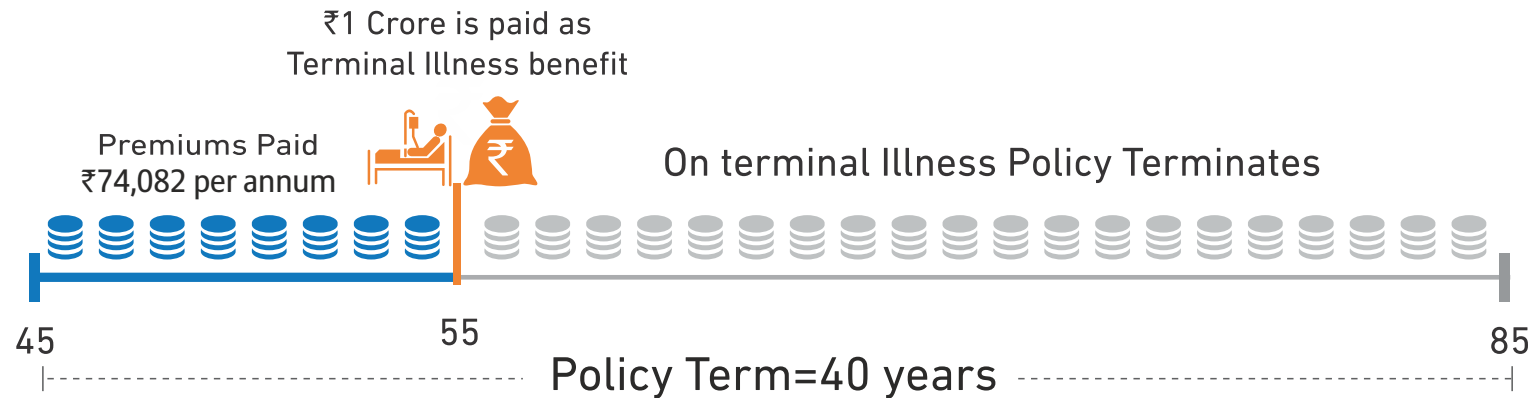 ₹1 Crore is paid as
Terminal Illness benefit
Premiums Paid
₹74,082 per annum
₹
On terminal Illness Policy Terminates
45
55
85
Policy Term=40 years